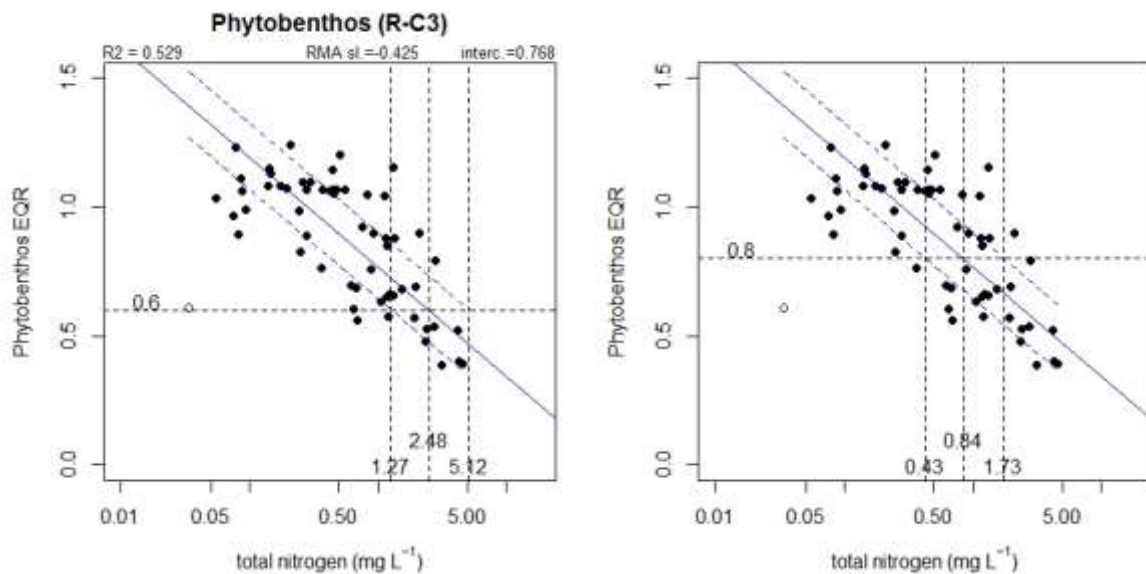 Phytobenthos (R-C3)
R2 = 0.529 RMA sl.=-0.425 interc.=0.768
1.5
1.0
0.5
0.0
Phytobenthos EQR
0.6
2.48
1.27 5.12
0.01 0.05 0.50 5.00
total nitrogen (mg L⁻¹)
1.5
1.0
0.5
0.0
Phytobenthos EQR
0.8
0.84
0.43 1.73
0.01 0.05 0.50 5.00
total nitrogen (mg L⁻¹)